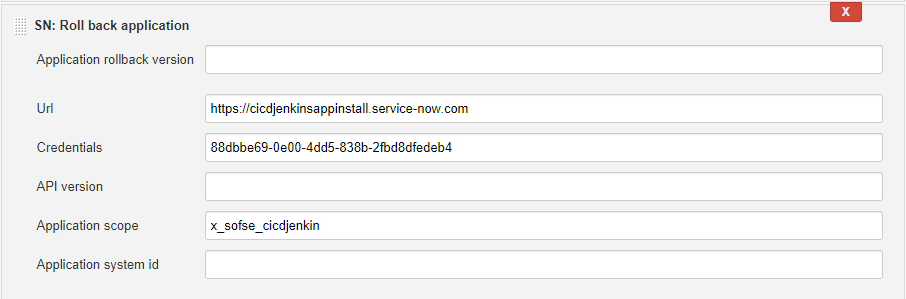 X
SN: Roll back application
Application rollback version
Url
https://cicdjenkinsappinstall.service-now.com
Credentials
88dbbe69-0e00-4dd5-838b-2fbd8dfedeb4
API version
Application scope
x_sofse_cicdjenkin
Application system id